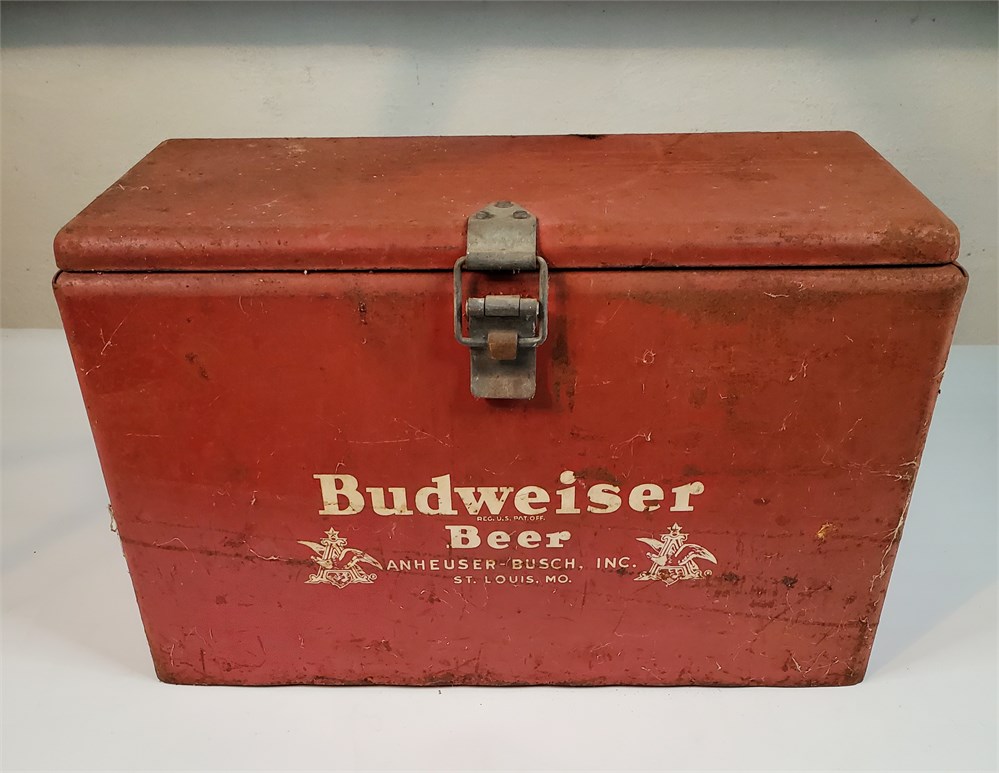 Budweiser
REG. U.S. PAT. OFF.
Beer
ANHEUSER-BUSCH, INC.
ST. LOUIS, MO.